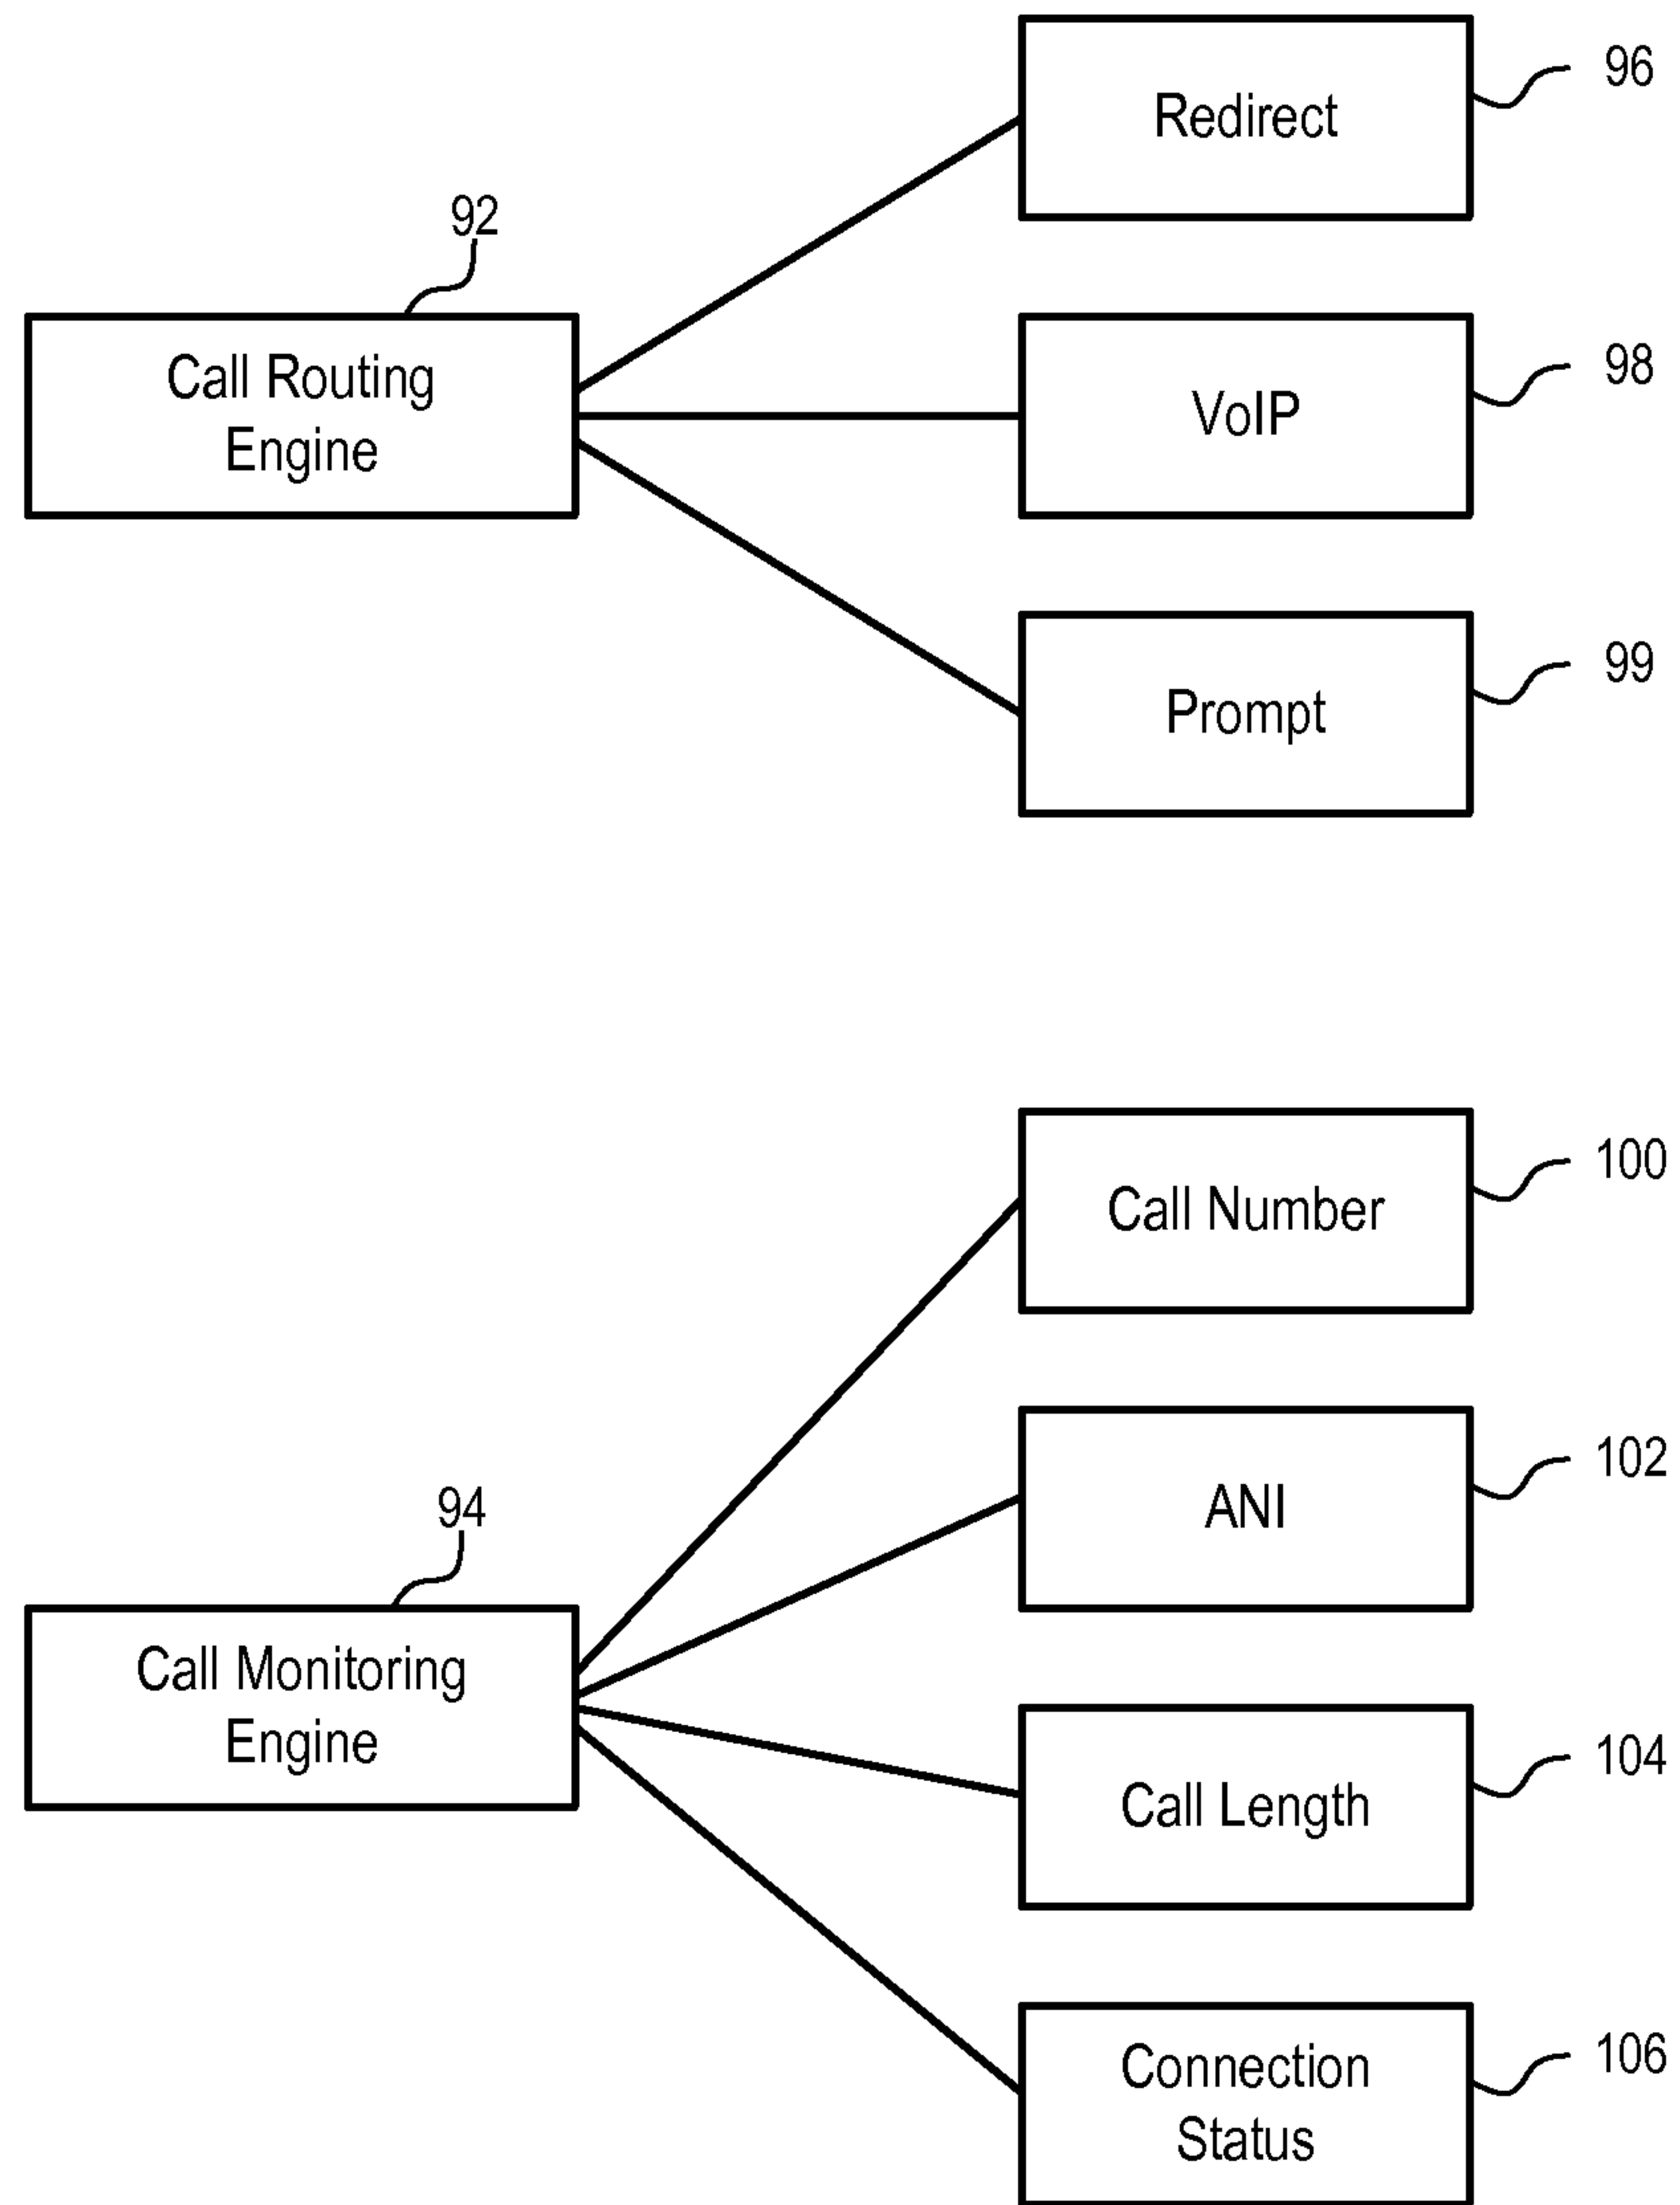 96
Redirect
92
98
Call Routing
Engine
VoIP
99
Prompt
100
Call Number
102
94
ANI
Call Monitoring
Engine
104
Call Length
106
Connection
Status